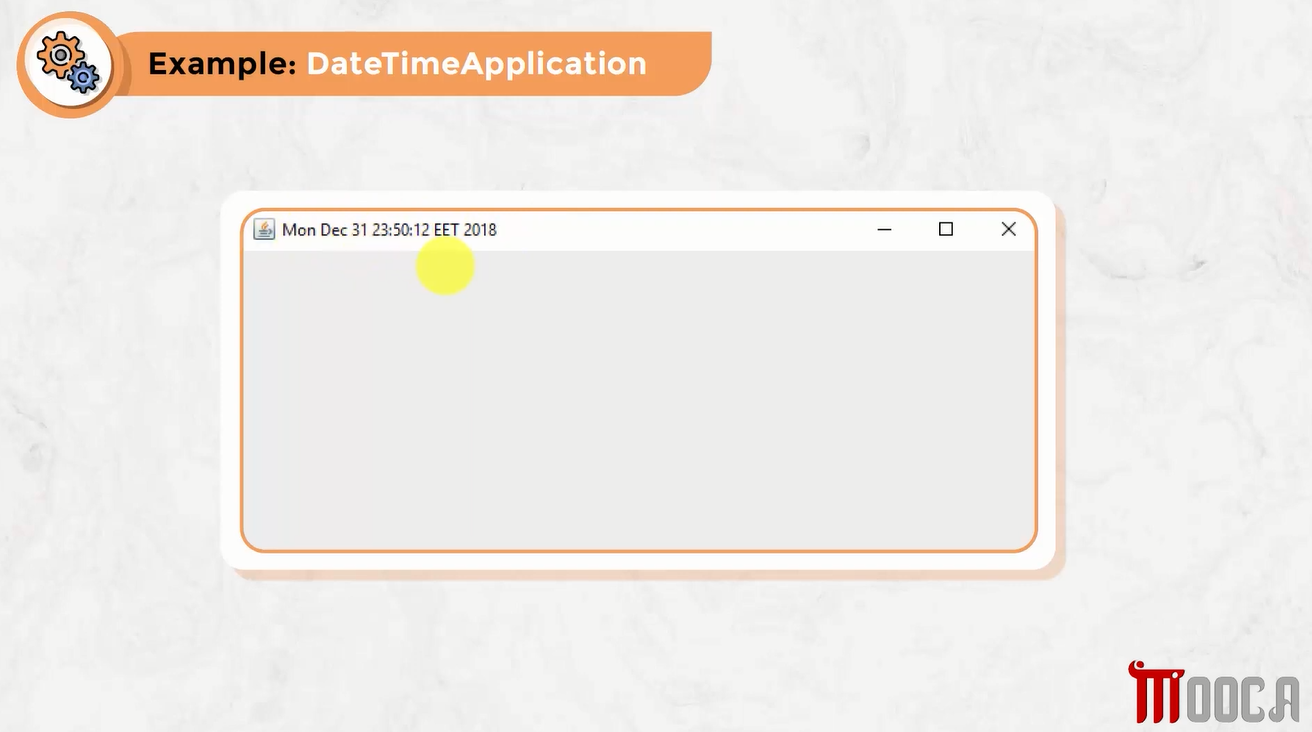 Example: DateTimeApplication
Mon Dec 31 23:50:12 EET 2018
MOOCA